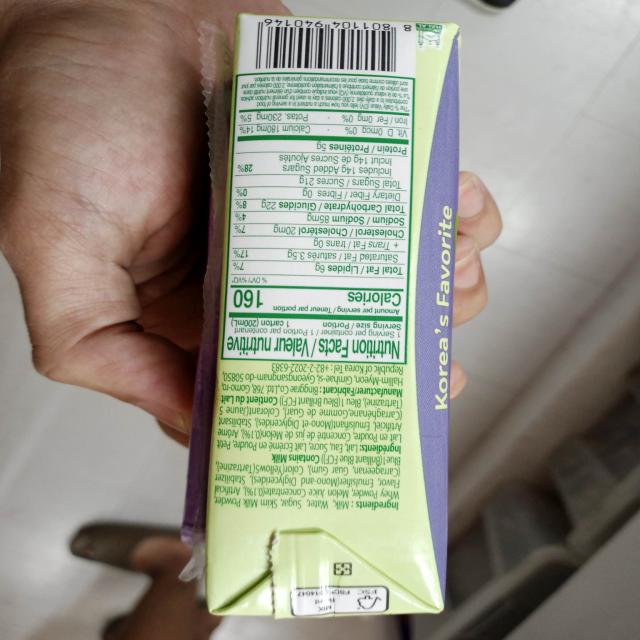 Ingredients : Milk, Water, Sugar, Skim Milk Powder,
Whey Powder, Melon Juice Concentrate(0.1%), Artificial
Flavor, Emulsifier(Mono-and Diglycerides), Stabilizer(
Carrageenan, Guar Gum), Color(Yellow5(Tartrazine),
Blue1(Brilliant Blue FCF)) Contains Milk
Ingrédients: Lait, Eau, Sucre, Lait Écrémé en Poudre, Petit
Lait en Poudre, Concentré de jus de Melon(0.1%), Arôme
Artificiel, Emulsifiant(Mono-et Diglycérides), Stabilisant
(Carraghénane,Gomme de Guar), Colorant(Jaune 5
(Tartrazine), Bleu 1(Bleu Brillant FCF)) Contient du Lait
Manufacturer/Fabricant: Binggrae Co.,Ltd. 768, Gomo-ro,
Hallim-Myeon, Gimhae-si, Gyeongsangnam-do 50850,
Republic of Korea Tel : +82-2-2022-6383
Nutrition Facts / Valeur nutritive
1 Serving per container / 1 Portion par contenant
Serving size / Portion 1 carton (200mL)
Amount per serving / Teneur par portion
Calories 160
% DV / %VQ*
Total Fat / Lipides 6g 7%
Saturated Fat / saturés 3.5g 17%
+ Trans Fat / trans 0g
Cholesterol / Cholestérol 20mg 7%
Sodium / Sodium 85mg 4%
Total Carbohydrate / Glucides 22g 8%
Dietary Fiber / Fibres 0g 0%
Total Sugars / Sucres 21g
Includes 14g Added Sugars 28%
Inclut 14g de Sucres Ajoutés
Protein / Protéines 5g
Vit. D 0mcg 0% · Calcium 180mg 14%
Iron / Fer 0mg 0% · Potas. 230mg 5%
8 801104 940146
HALAL
Korea's Favorite
MIX
FSC